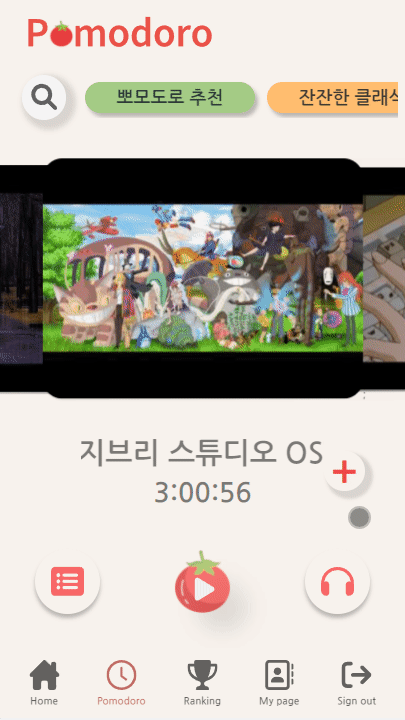 Pomodoro
뽀모도로 추천
잔잔한 클래식
지브리 스튜디오 OS
3:00:56
Home
Pomodoro
Ranking
My page
Sign out